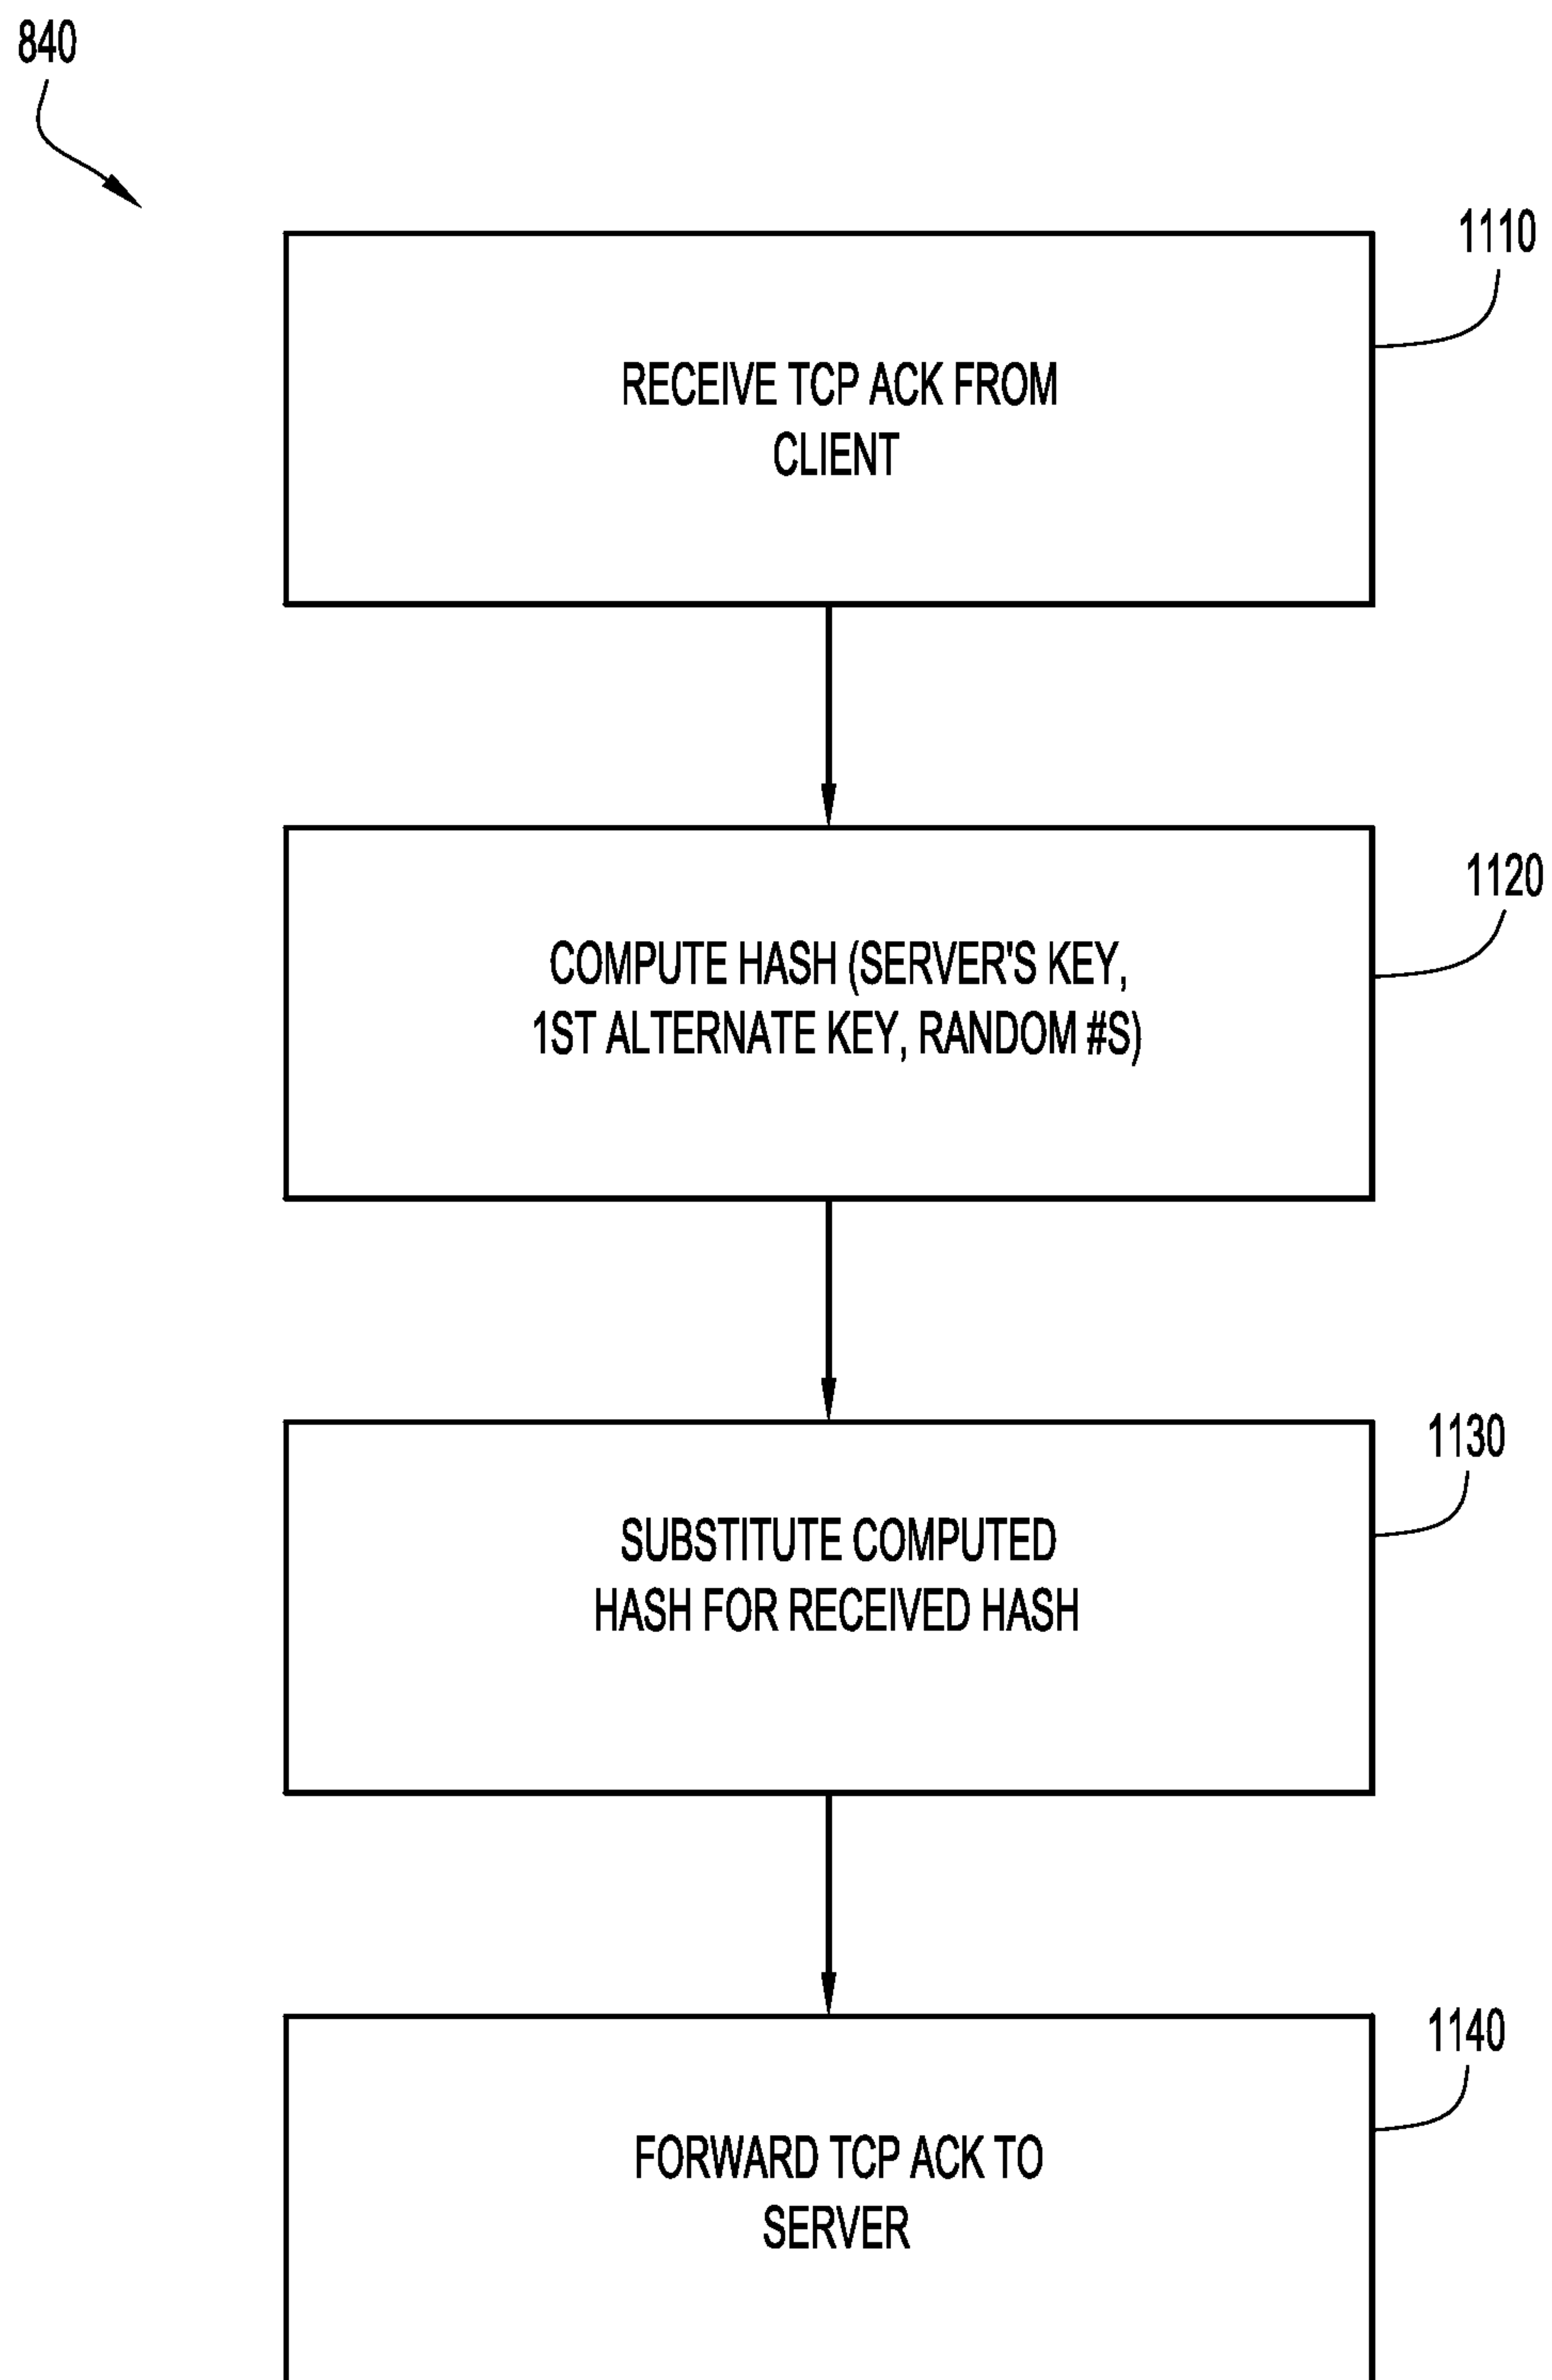 840
1110
RECEIVE TCP ACK FROM
CLIENT
1120
COMPUTE HASH (SERVER'S KEY,
1ST ALTERNATE KEY, RANDOM #S)
1130
SUBSTITUTE COMPUTED
HASH FOR RECEIVED HASH
1140
FORWARD TCP ACK TO
SERVER